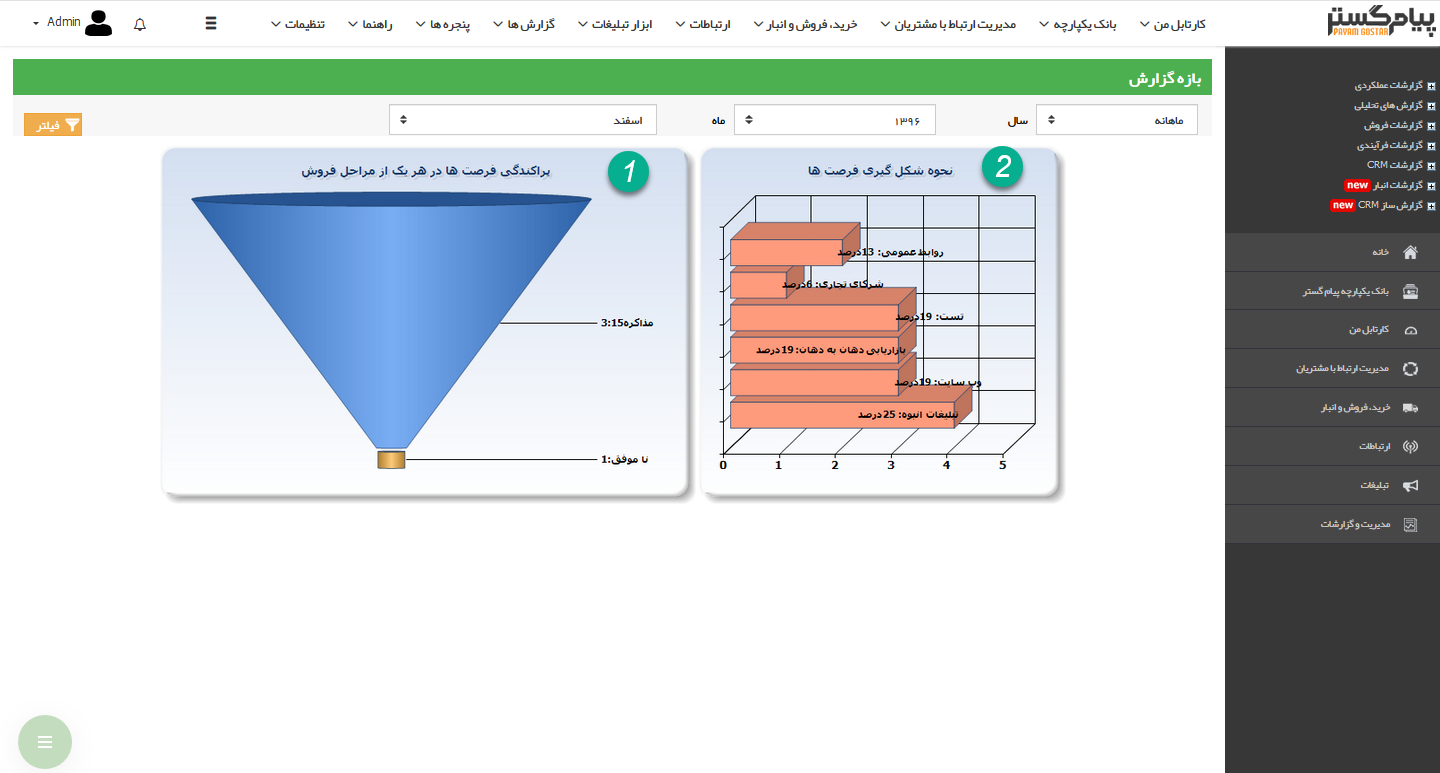 پیام‌گستر
PAYAM GOSTAR
کارتابل من
بانک یکپارچه
مدیریت ارتباط با مشتریان
خرید، فروش و انبار
ارتباطات
ابزار تبلیغات
گزارش ها
پنجره ها
راهنما
تنظیمات
Admin
گزارشات عملکردی
گزارش های تحلیلی
گزارشات فروش
گزارشات فرآیندی
گزارشات CRM
گزارشات انبار new
گزارش ساز CRM new
خانه
بانک یکپارچه پیام گستر
کارتابل من
مدیریت ارتباط با مشتریان
خرید، فروش و انبار
ارتباطات
تبلیغات
مدیریت و گزارشات
بازه گزارش
ماهانه
سال
۱۳۹۶
ماه
اسفند
فیلتر
2
نحوه شکل گیری فرصت ها
روابط عمومی: 13درصد
شرکای تجاری: 6درصد
تست: 19درصد
بازاریابی دهان به دهان: 19درصد
وب سایت: 19درصد
تبلیغات انبوه: 25درصد
0 1 2 3 4 5
1
پراکندگی فرصت ها در هر یک از مراحل فروش
مذاکره3:15
نا موفق:1